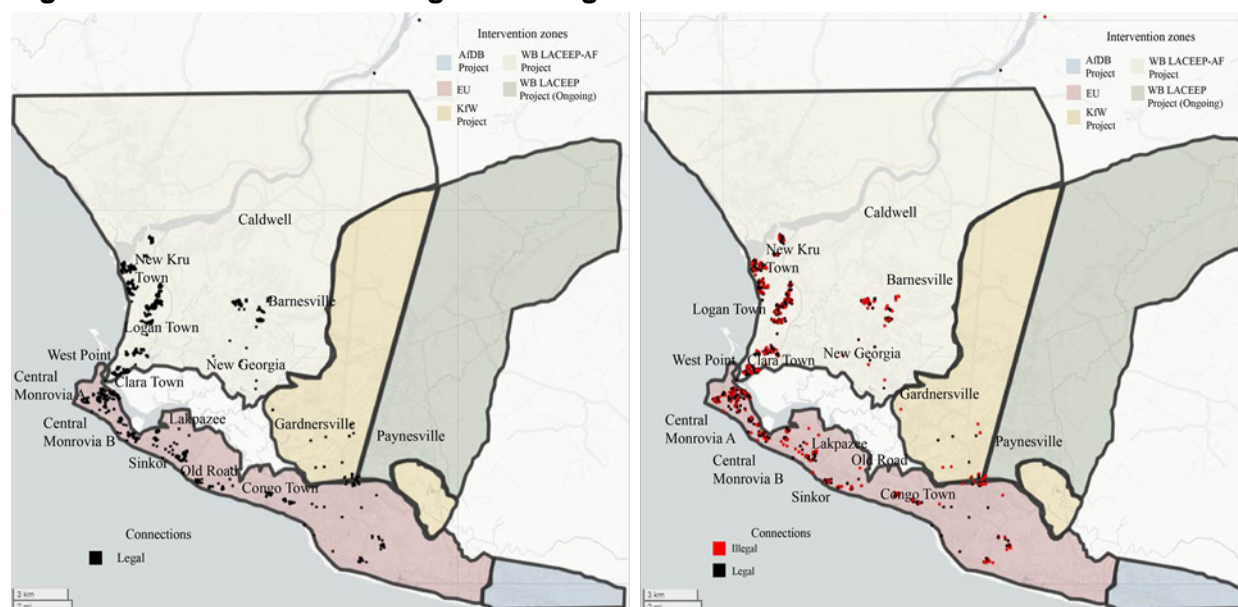 Intervention zones
AfDB
Project
WB LACEEP-AF
Project
EU
WB LACEEP
Project (Ongoing)
KfW
Project
Caldwell
New Kru
Town
Barnesville
Logan Town
West Point
New Georgia
Central
Monrovia A
Clara Town
Central
Monrovia B
Lakpazee
Gardnersville
Paynesville
Sinkor
Old Road
Congo Town
Connections
Legal
3 km
Intervention zones
AfDB
Project
WB LACEEP-AF
Project
EU
WB LACEEP
Project (Ongoing)
KfW
Project
Caldwell
New Kru
Town
Barnesville
Logan Town
West Point
Clara Town
New Georgia
Gardnersville
Central
Monrovia A
Lakpazee
Paynesville
Central
Monrovia B
Old Road
Sinkor
Congo Town
Connections
Illegal
Legal
3 km